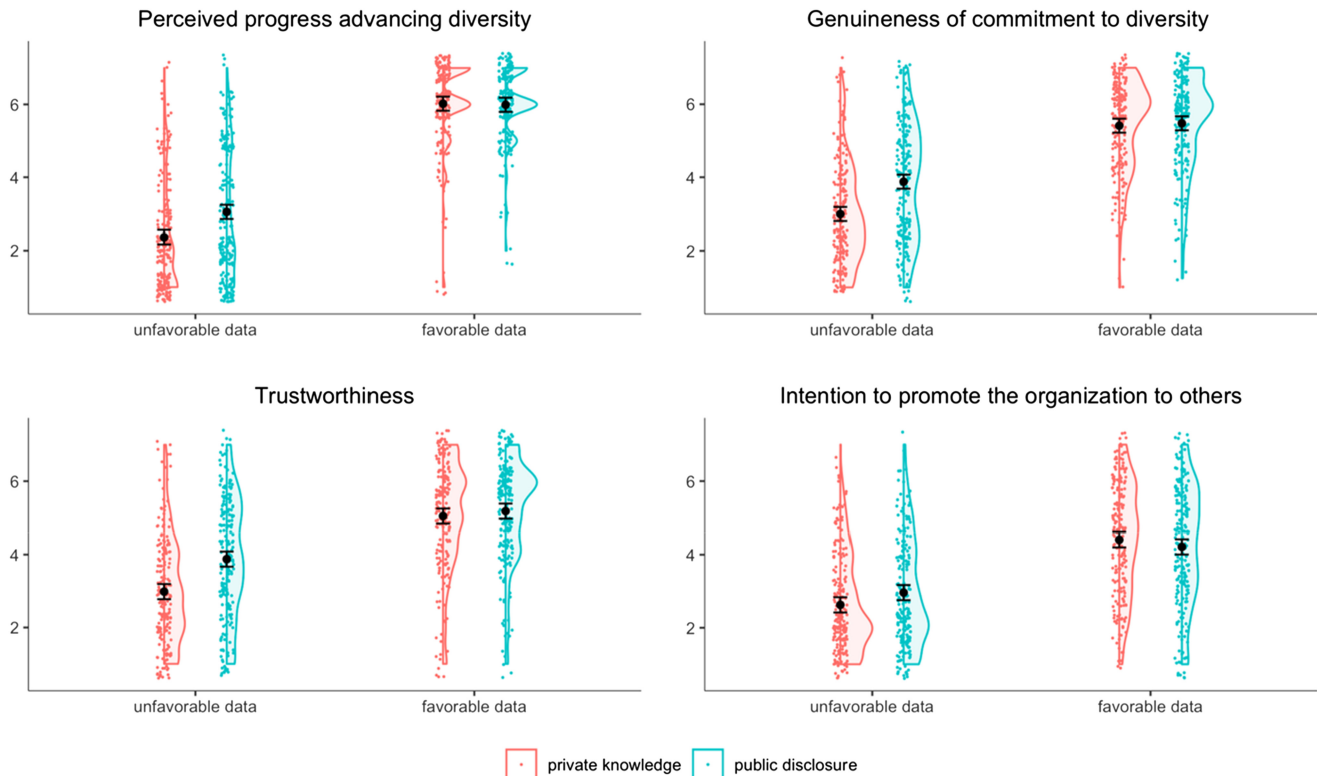 Perceived progress advancing diversity
6
4
2
unfavorable data favorable data
Genuineness of commitment to diversity
6
4
2
unfavorable data favorable data
Trustworthiness
6
4
2
unfavorable data favorable data
Intention to promote the organization to others
6
4
2
unfavorable data favorable data
private knowledge public disclosure